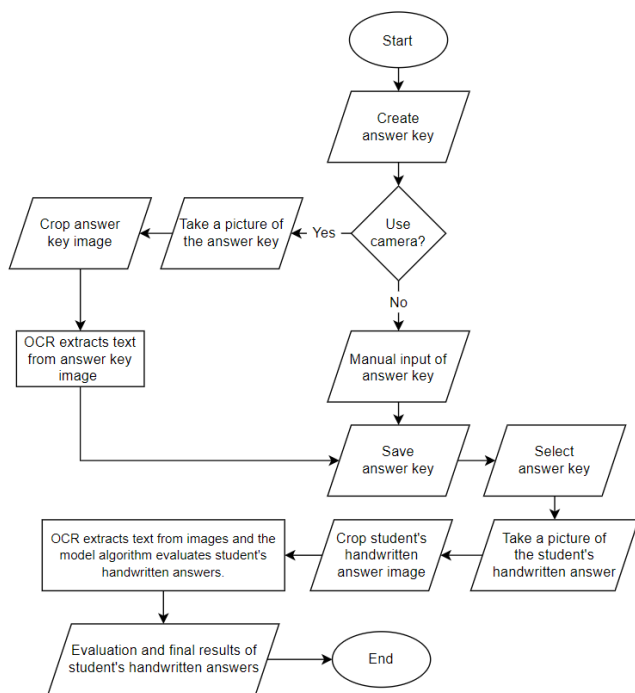 Start
Create
answer key
Use
camera?
Yes
Take a picture of
the answer key
Crop answer
key image
OCR extracts text
from answer key
image
No
Manual input of
answer key
Save
answer key
Select
answer key
Take a picture of
the student's
handwritten answer
Crop student's
handwritten
answer image
OCR extracts text from images and the
model algorithm evaluates student's
handwritten answers.
Evaluation and final results of
student's handwritten answers
End